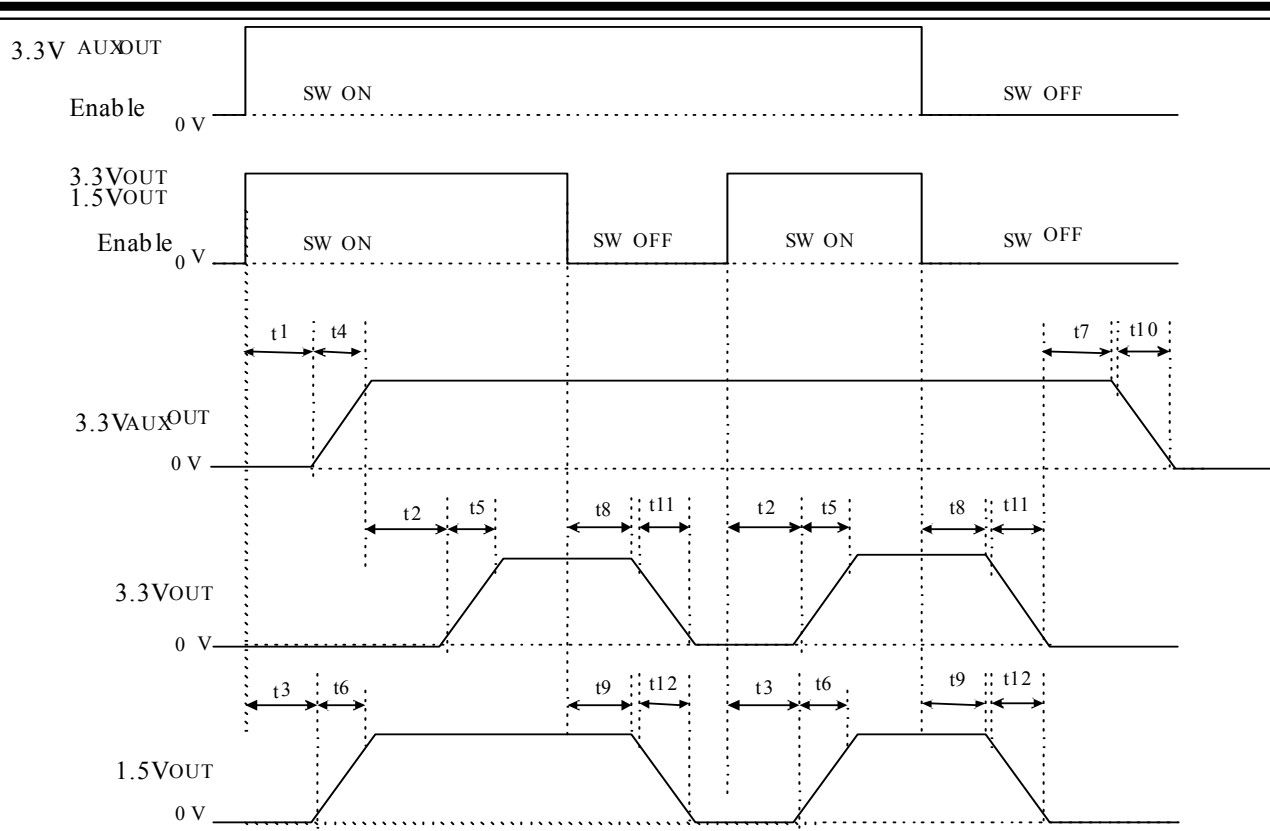 3.3V AUXOUT
Enable
0 V
SW ON
SW OFF
3.3VOUT
1.5VOUT
Enable
0 V
SW ON
SW OFF
SW ON
SW OFF
t1
t4
t7
t10
3.3VAUXOUT
0 V
t2
t5
t8
t11
t2
t5
t8
t11
3.3VOUT
0 V
t3
t6
t9
t12
t3
t6
t9
t12
1.5VOUT
0 V